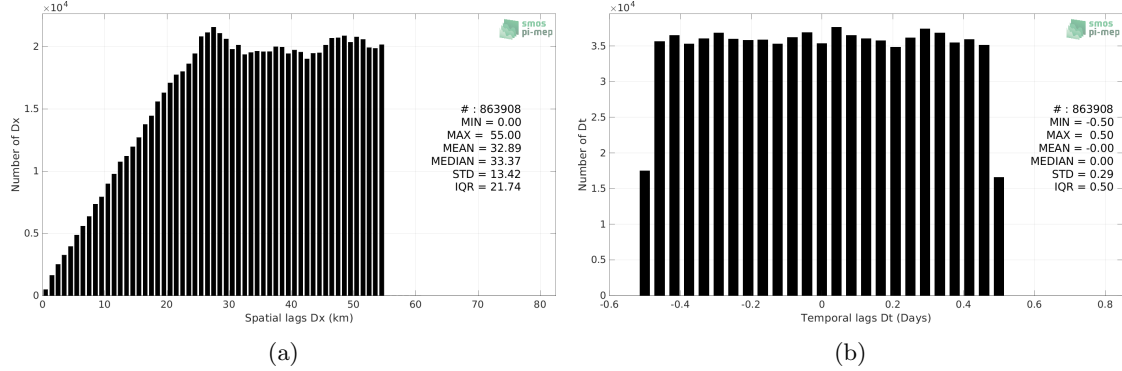 ×10⁴
2
1.5
1
0.5
0
Number of Dx
0 10 20 30 40 50 60 70 80
Spatial lags Dx (km)
smos
pi-mep
# : 863908
MIN = 0.00
MAX = 55.00
MEAN = 32.89
MEDIAN = 33.37
STD = 13.42
IQR = 21.74
(a)
×10⁴
3.5
3
2.5
2
1.5
1
0.5
0
Number of Dt
-0.6 -0.4 -0.2 0 0.2 0.4 0.6 0.8
Temporal lags Dt (Days)
smos
pi-mep
# : 863908
MIN = -0.50
MAX = 0.50
MEAN = -0.00
MEDIAN = 0.00
STD = 0.29
IQR = 0.50
(b)